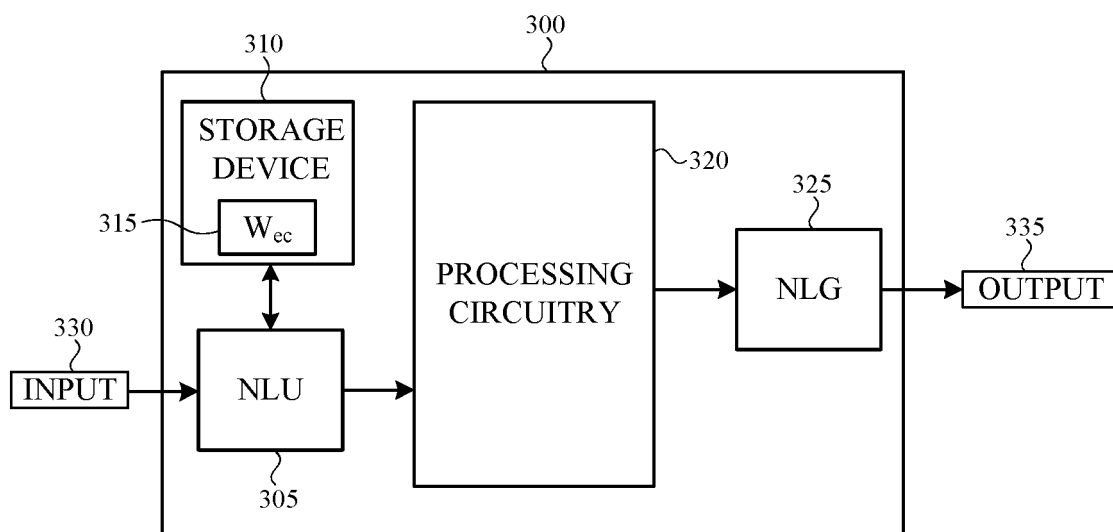 300
310
STORAGE
DEVICE
315
Wec
320
PROCESSING
CIRCUITRY
325
NLG
335
OUTPUT
330
INPUT
NLU
305